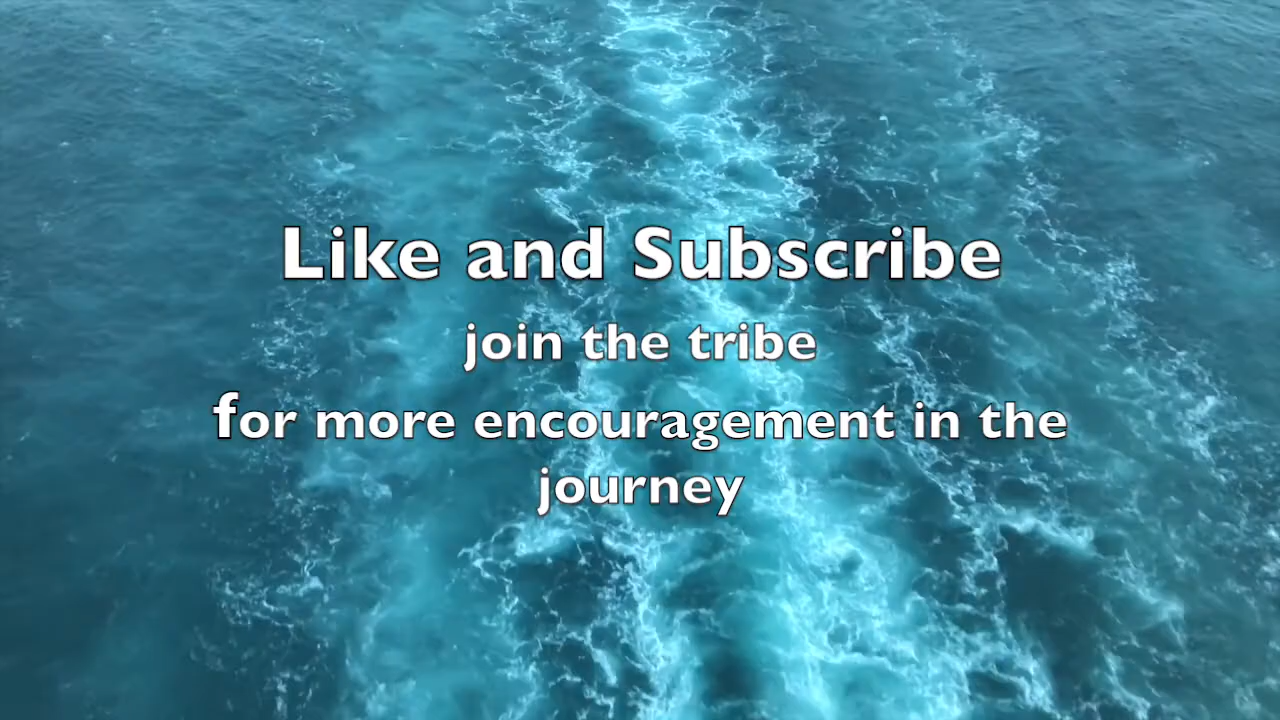 Like and Subscribe
join the tribe
for more encouragement in the
journey